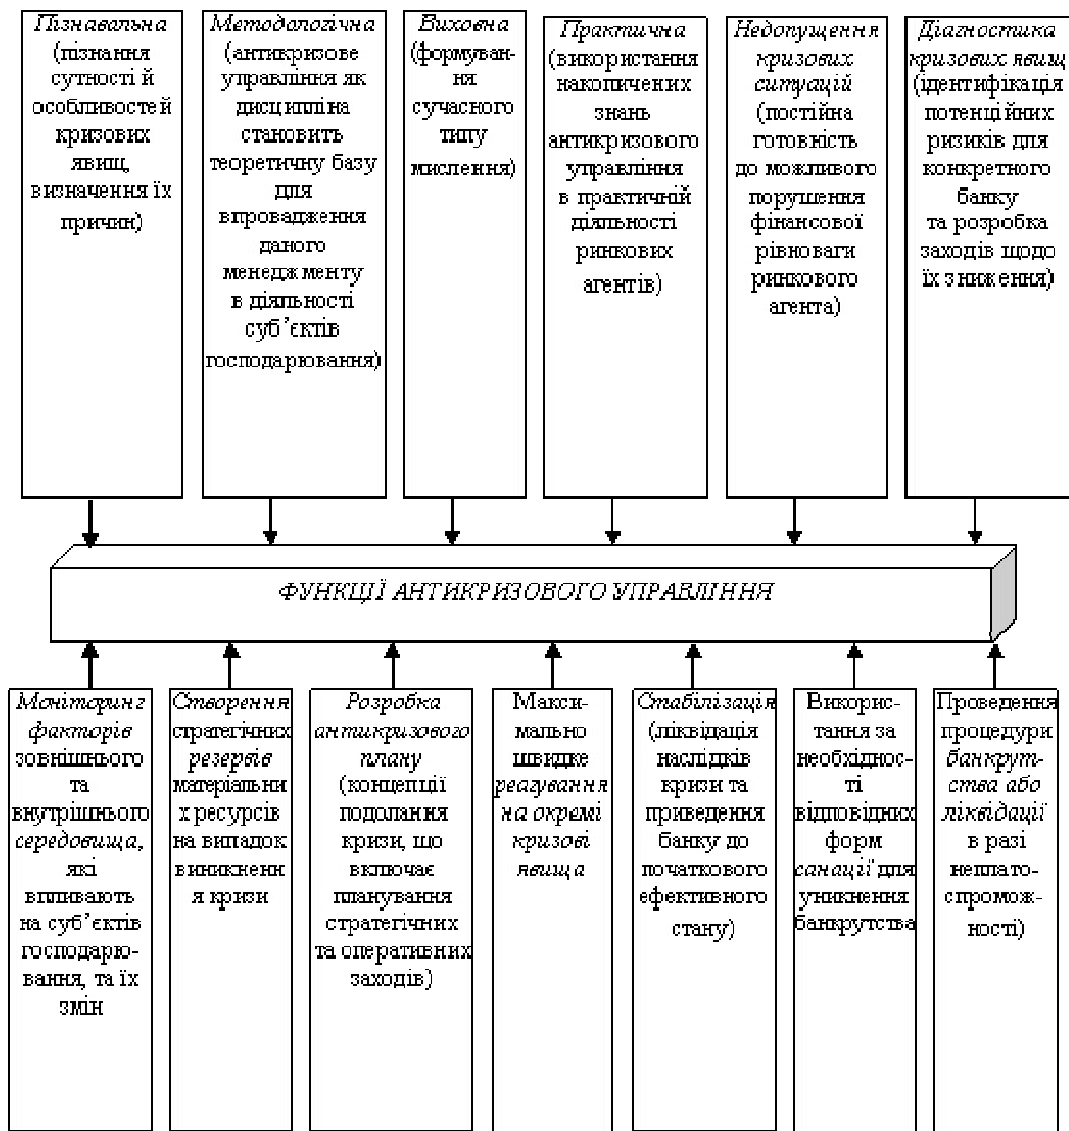 Пізнавальна
(пізнання
сутності й
особливостей
кризових
явищ,
визначення їх
причин)
Методологічна
(антикризове
управління як
дисципліна
становить
теоретичну базу
для
впровадження
даного
менеджменту
в діяльності
суб’єктів
господарювання)
Виховна
(формуван-
ня
сучасного
типу
мислення)
Практична
(використання
накопичених
знань
антикризового
управління
в практичній
діяльності
ринкових
агентів)
Недопущення
кризових
ситуацій
(постійна
готовність
до можливого
порушення
фінансової
рівноваги
ринкового
агента)
Діагностика
кризових явищ
(ідентифікація
потенційних
ризиків для
конкретного
банку
та розробка
заходів щодо
їх зниження)
ФУНКЦІЇ АНТИКРИЗОВОГО УПРАВЛІННЯ
Моніторинг
факторів
зовнішнього
та
внутрішнього
середовища,
які
впливають
на суб’єктів
господарю-
вання, та їх
змін
Створення
стратегічних
резервів
матеріальни
х ресурсів
на випадок
виникненн
я кризи
Розробка
антикризового
плану
(концепції
подолання
кризи, що
включає
планування
стратегічних
та оперативних
заходів)
Макси-
мально
швидке
реагування
на окремі
кризові
явища
Стабілізація
(ліквідація
наслідків
кризи та
приведення
банку до
початкового
ефективного
стану)
Викорис-
тання за
необхіднос-
ті
відповідних
форм
санації для
уникнення
банкрутства
Проведення
процедури
банкрут-
ства або
ліквідації
в разі
неплато-
спромож-
ності)